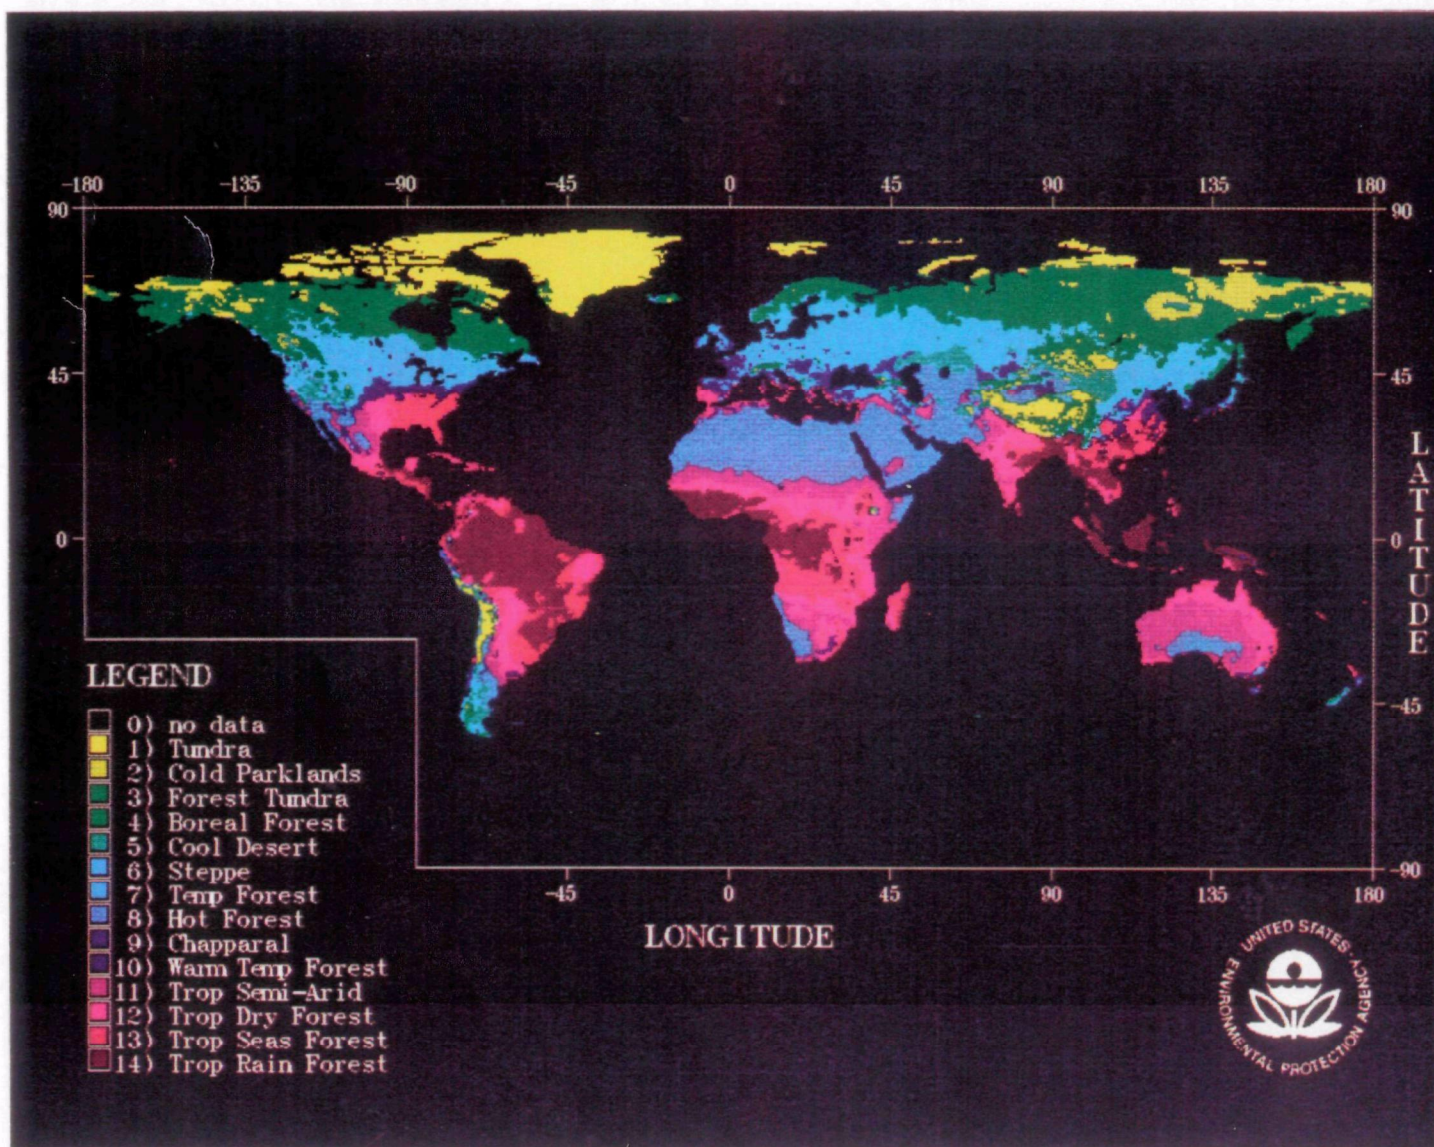 -180 -135 -90 -45 0 45 90 135 180
90 90
45 45
0 0
-45
-90
LATITUDE
LEGEND
0) no data
1) Tundra
2) Cold Parklands
3) Forest Tundra
4) Boreal Forest
5) Cool Desert
6) Steppe
7) Temp Forest
8) Hot Forest
9) Chapparal
10) Warm Temp Forest
11) Trop Semi-Arid
12) Trop Dry Forest
13) Trop Seas Forest
14) Trop Rain Forest
-45 0 45 90 135 180
LONGITUDE
UNITED STATES
ENVIRONMENTAL PROTECTION AGENCY